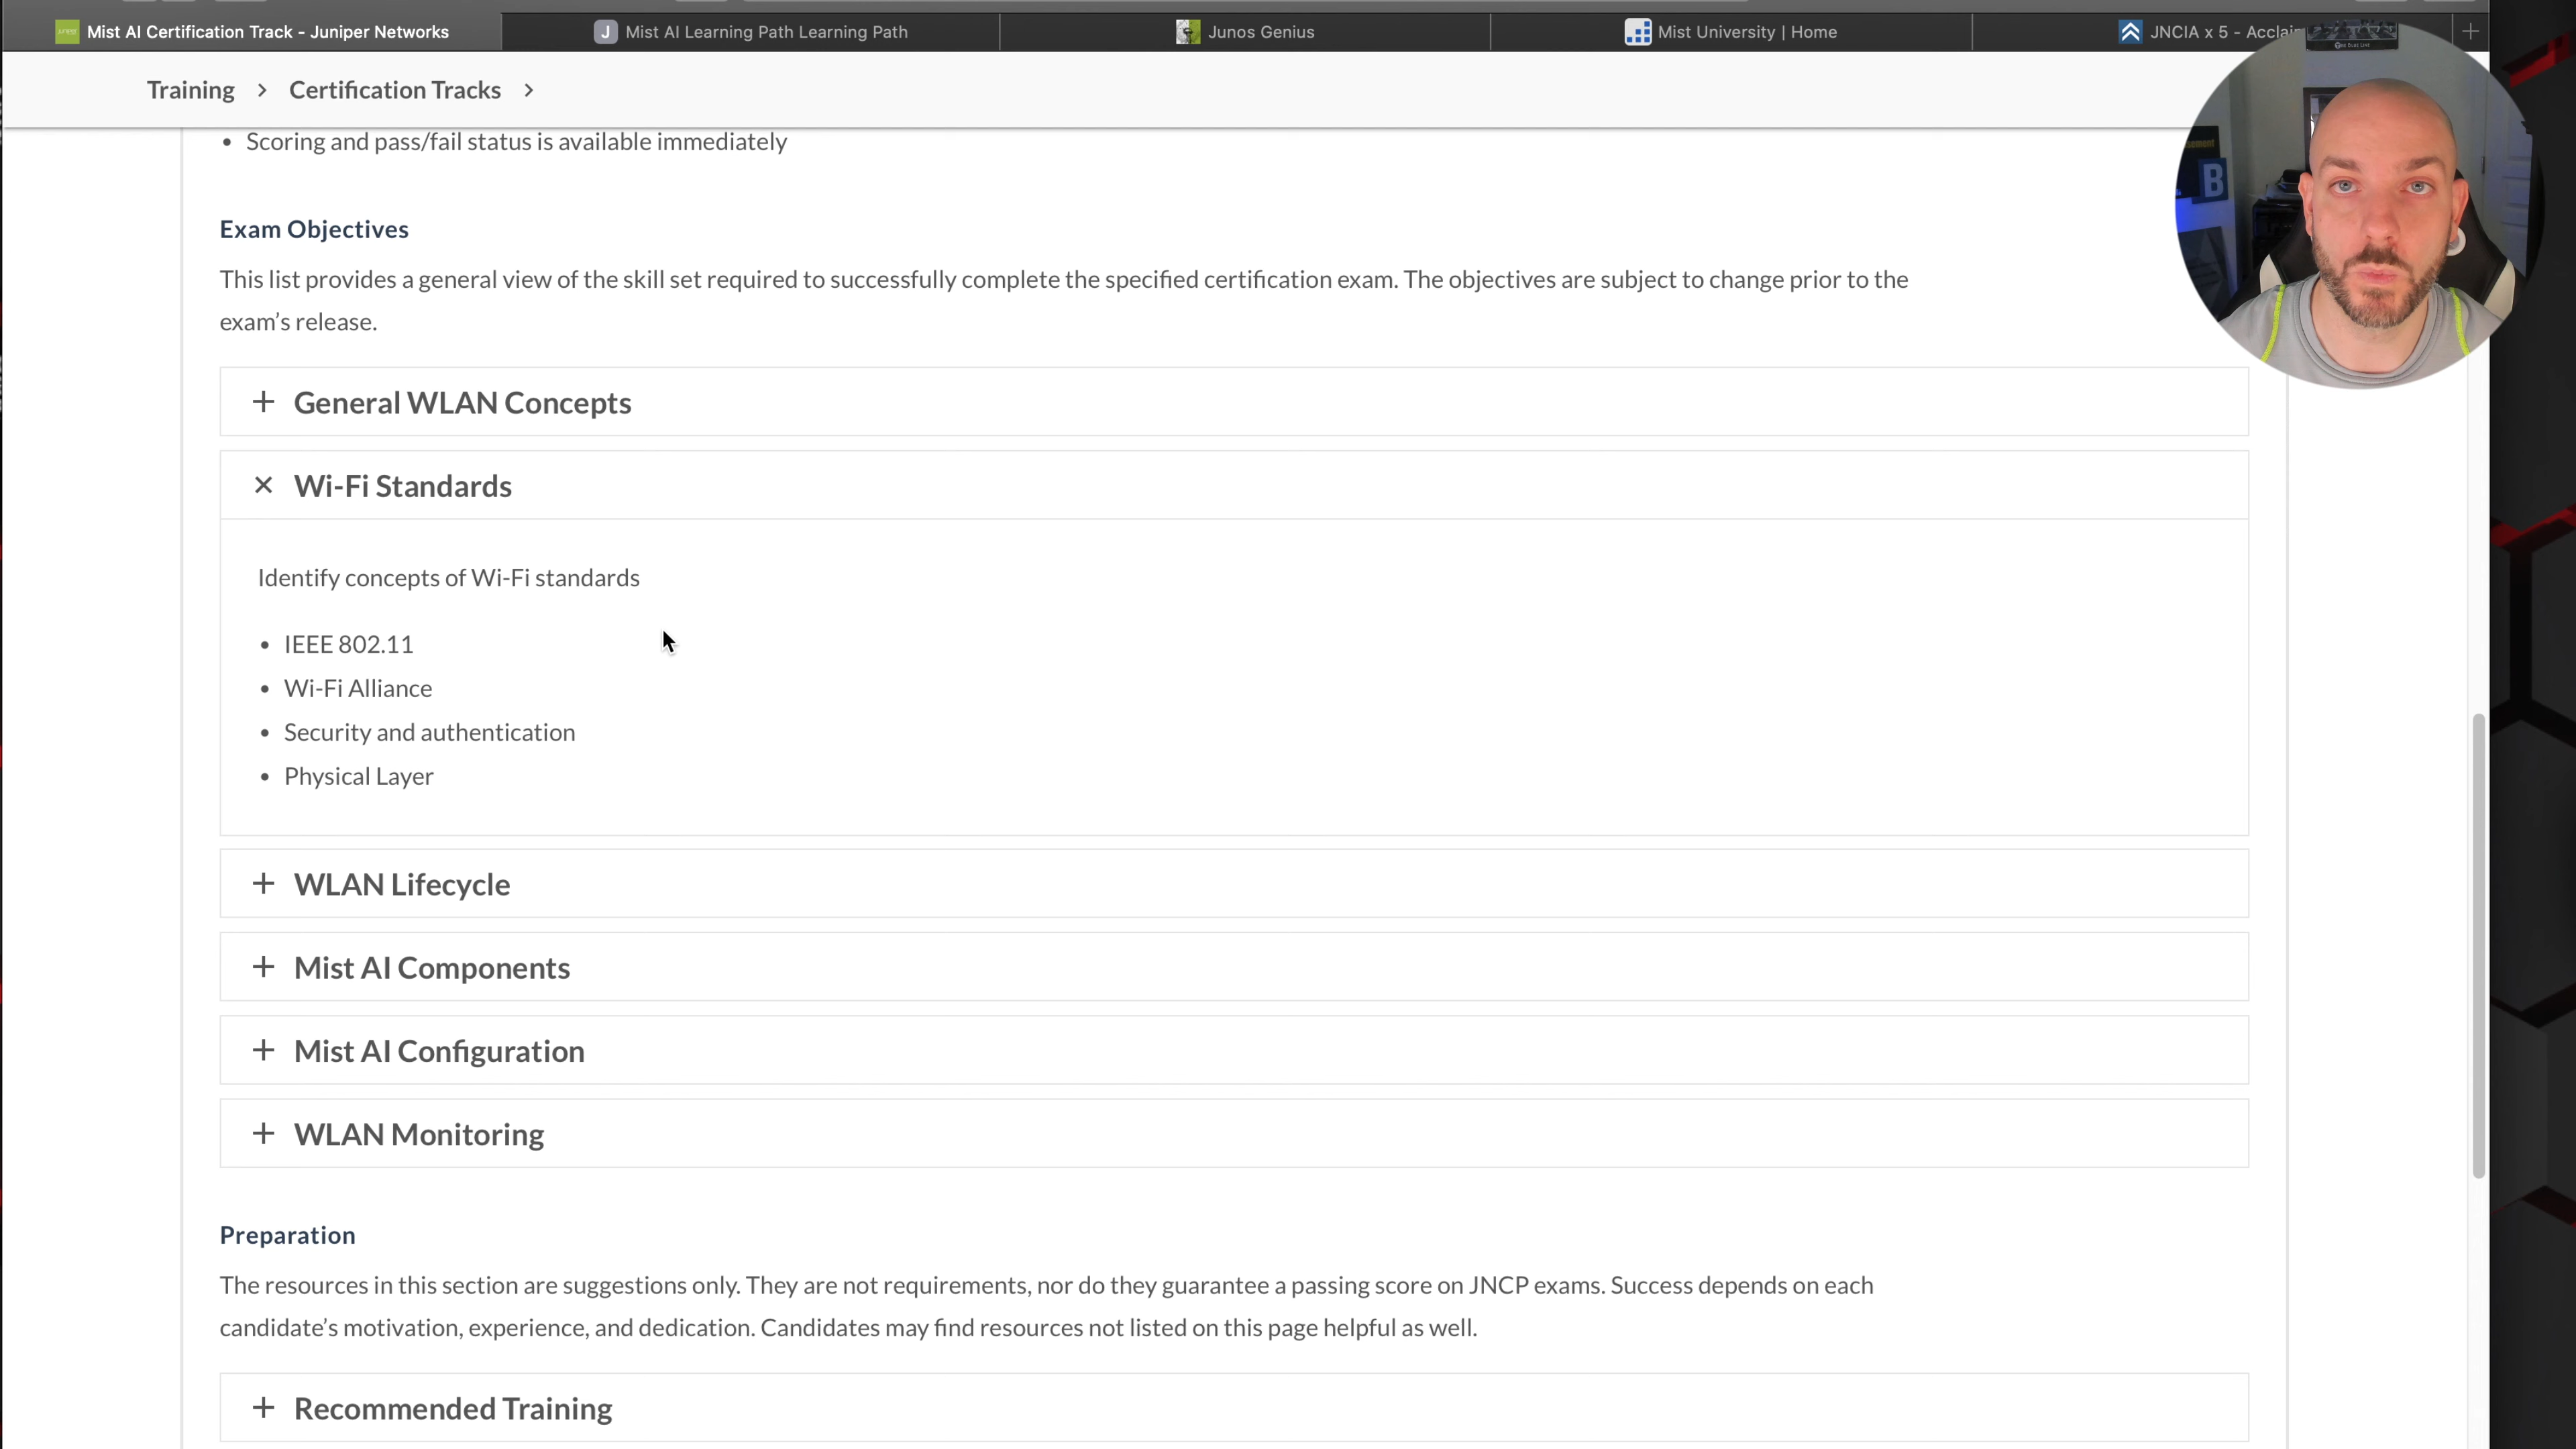 Mist AI Certification Track - Juniper Networks
J
Mist AI Learning Path Learning Path
Junos Genius
Mist University | Home
JNCIA x 5 - Acclai
Training > Certification Tracks >
• Scoring and pass/fail status is available immediately
Exam Objectives
This list provides a general view of the skill set required to successfully complete the specified certification exam. The objectives are subject to change prior to the
exam’s release.
+ General WLAN Concepts
× Wi-Fi Standards
Identify concepts of Wi-Fi standards
• IEEE 802.11
• Wi-Fi Alliance
• Security and authentication
• Physical Layer
+ WLAN Lifecycle
+ Mist AI Components
+ Mist AI Configuration
+ WLAN Monitoring
Preparation
The resources in this section are suggestions only. They are not requirements, nor do they guarantee a passing score on JNCP exams. Success depends on each
candidate’s motivation, experience, and dedication. Candidates may find resources not listed on this page helpful as well.
+ Recommended Training
B